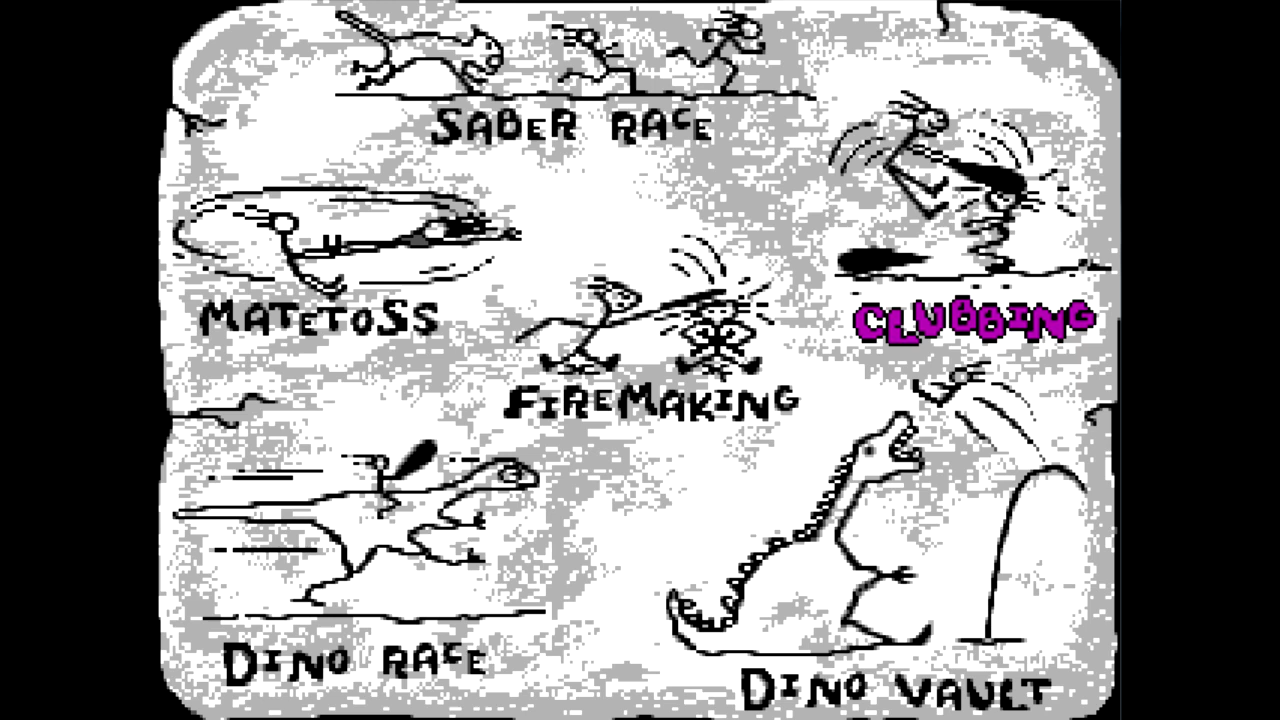 SABER RACE
MATETOSS
CLUBBING
FIREMAKING
DINO RACE
DINO VAULT